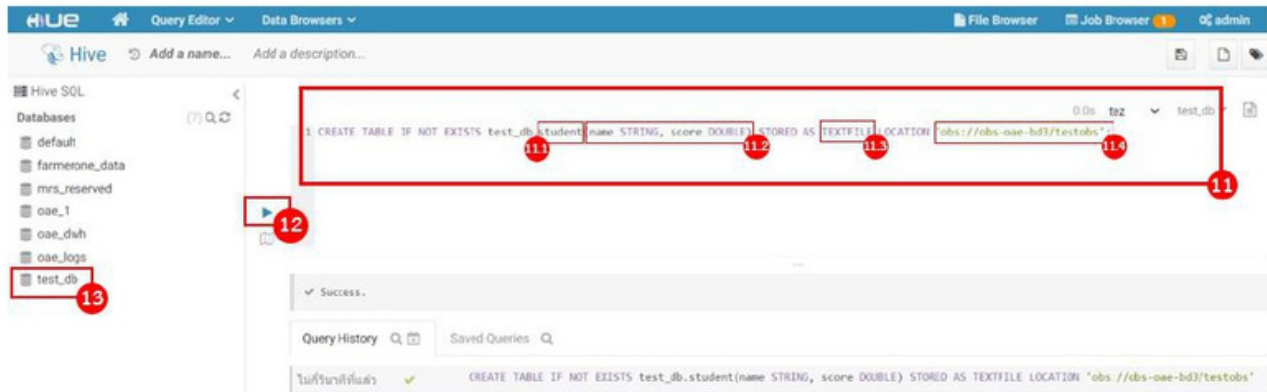 HUE Query Editor Data Browsers File Browser Job Browser 1 admin
Hive Add a name... Add a description...
Hive SQL
Databases (7)
default
farmerone_data
mrs_reserved
oae_1
oae_dwh
oae_logs
test_db
13
12
0.0s tez test_db
1 CREATE TABLE IF NOT EXISTS test_db.student(name STRING, score DOUBLE) STORED AS TEXTFILE LOCATION 'obs://obs-oae-bd3/testobs';
11.1 11.2 11.3 11.4
11
Success.
Query History Saved Queries
ไม่กี่วินาทีที่แล้ว CREATE TABLE IF NOT EXISTS test_db.student(name STRING, score DOUBLE) STORED AS TEXTFILE LOCATION 'obs://obs-oae-bd3/testobs'